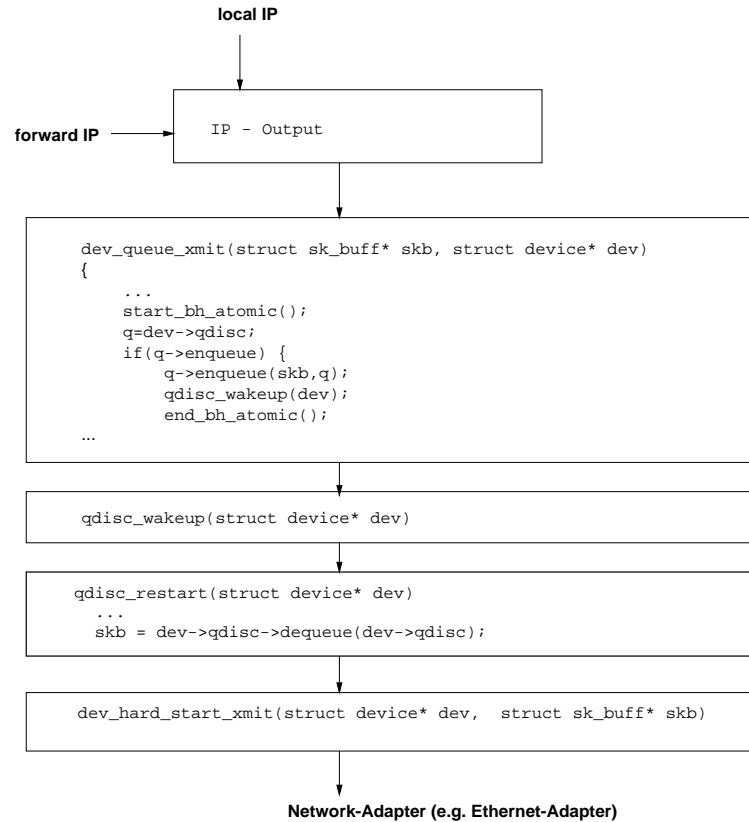 local IP
forward IP
IP - Output
dev_queue_xmit(struct sk_buff* skb, struct device* dev)
{
...
start_bh_atomic();
q=dev->qdisc;
if(q->enqueue) {
q->enqueue(skb,q);
qdisc_wakeup(dev);
end_bh_atomic();
...
qdisc_wakeup(struct device* dev)
qdisc_restart(struct device* dev)
...
skb = dev->qdisc->dequeue(dev->qdisc);
dev_hard_start_xmit(struct device* dev,  struct sk_buff* skb)
Network-Adapter (e.g. Ethernet-Adapter)